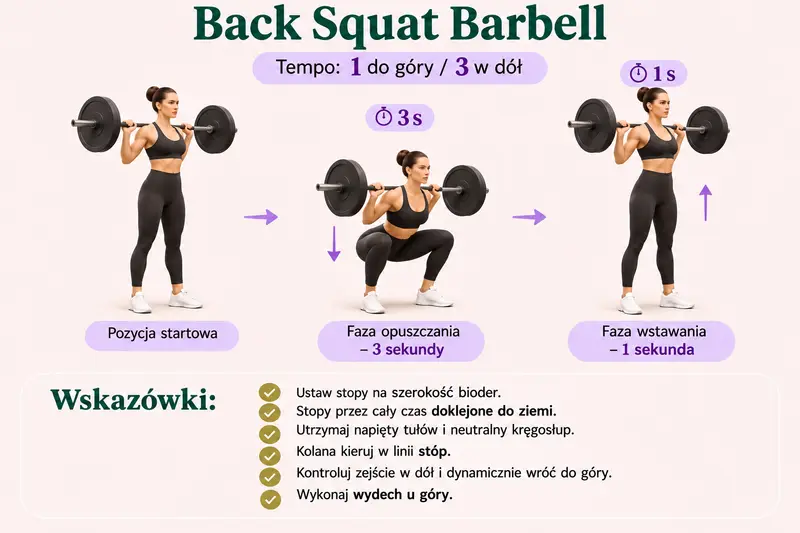 Back Squat Barbell
Tempo: 1 do góry / 3 w dół
3 s
1 s
Pozycja startowa
Faza opuszczania
– 3 sekundy
Faza wstawania
– 1 sekunda
Wskazówki:
Ustaw stopy na szerokość bioder.
Stopy przez cały czas doklejone do ziemi.
Utrzymaj napięty tułów i neutralny kręgosłup.
Kolana kieruj w linii stóp.
Kontroluj zejście w dół i dynamicznie wróć do góry.
Wykonaj wydech u góry.